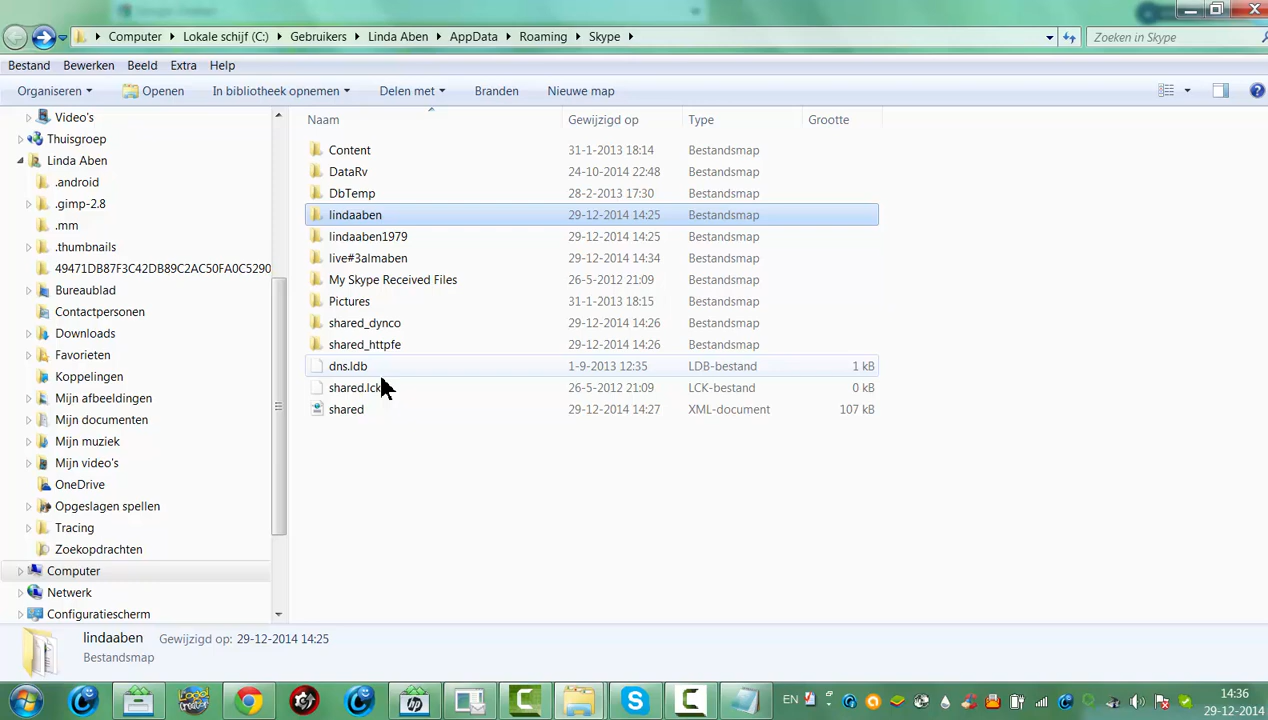 Computer ▸ Lokale schijf (C:) ▸ Gebruikers ▸ Linda Aben ▸ AppData ▸ Roaming ▸ Skype ▸
Zoeken in Skype
Bestand Bewerken Beeld Extra Help
Organiseren Openen In bibliotheek opnemen Delen met Branden Nieuwe map
Naam Gewijzigd op Type Grootte
Video's
Thuisgroep
Linda Aben
.android
.gimp-2.8
.mm
.thumbnails
49471DB87F3C42DB89C2AC50FA0C5290
Bureaublad
Contactpersonen
Downloads
Favorieten
Koppelingen
Mijn afbeeldingen
Mijn documenten
Mijn muziek
Mijn video's
OneDrive
Opgeslagen spellen
Tracing
Zoekopdrachten
Computer
Netwerk
Configuratiescherm
Content 31-1-2013 18:14 Bestandsmap
DataRv 24-10-2014 22:48 Bestandsmap
DbTemp 28-2-2013 17:30 Bestandsmap
lindaaben 29-12-2014 14:25 Bestandsmap
lindaaben1979 29-12-2014 14:25 Bestandsmap
live#3almaben 29-12-2014 14:34 Bestandsmap
My Skype Received Files 26-5-2012 21:09 Bestandsmap
Pictures 31-1-2013 18:15 Bestandsmap
shared_dynco 29-12-2014 14:26 Bestandsmap
shared_httpfe 29-12-2014 14:26 Bestandsmap
dns.ldb 1-9-2013 12:35 LDB-bestand 1 kB
shared.lck 26-5-2012 21:09 LCK-bestand 0 kB
shared 29-12-2014 14:27 XML-document 107 kB
lindaaben Gewijzigd op: 29-12-2014 14:25
Bestandsmap
EN
14:36
29-12-2014